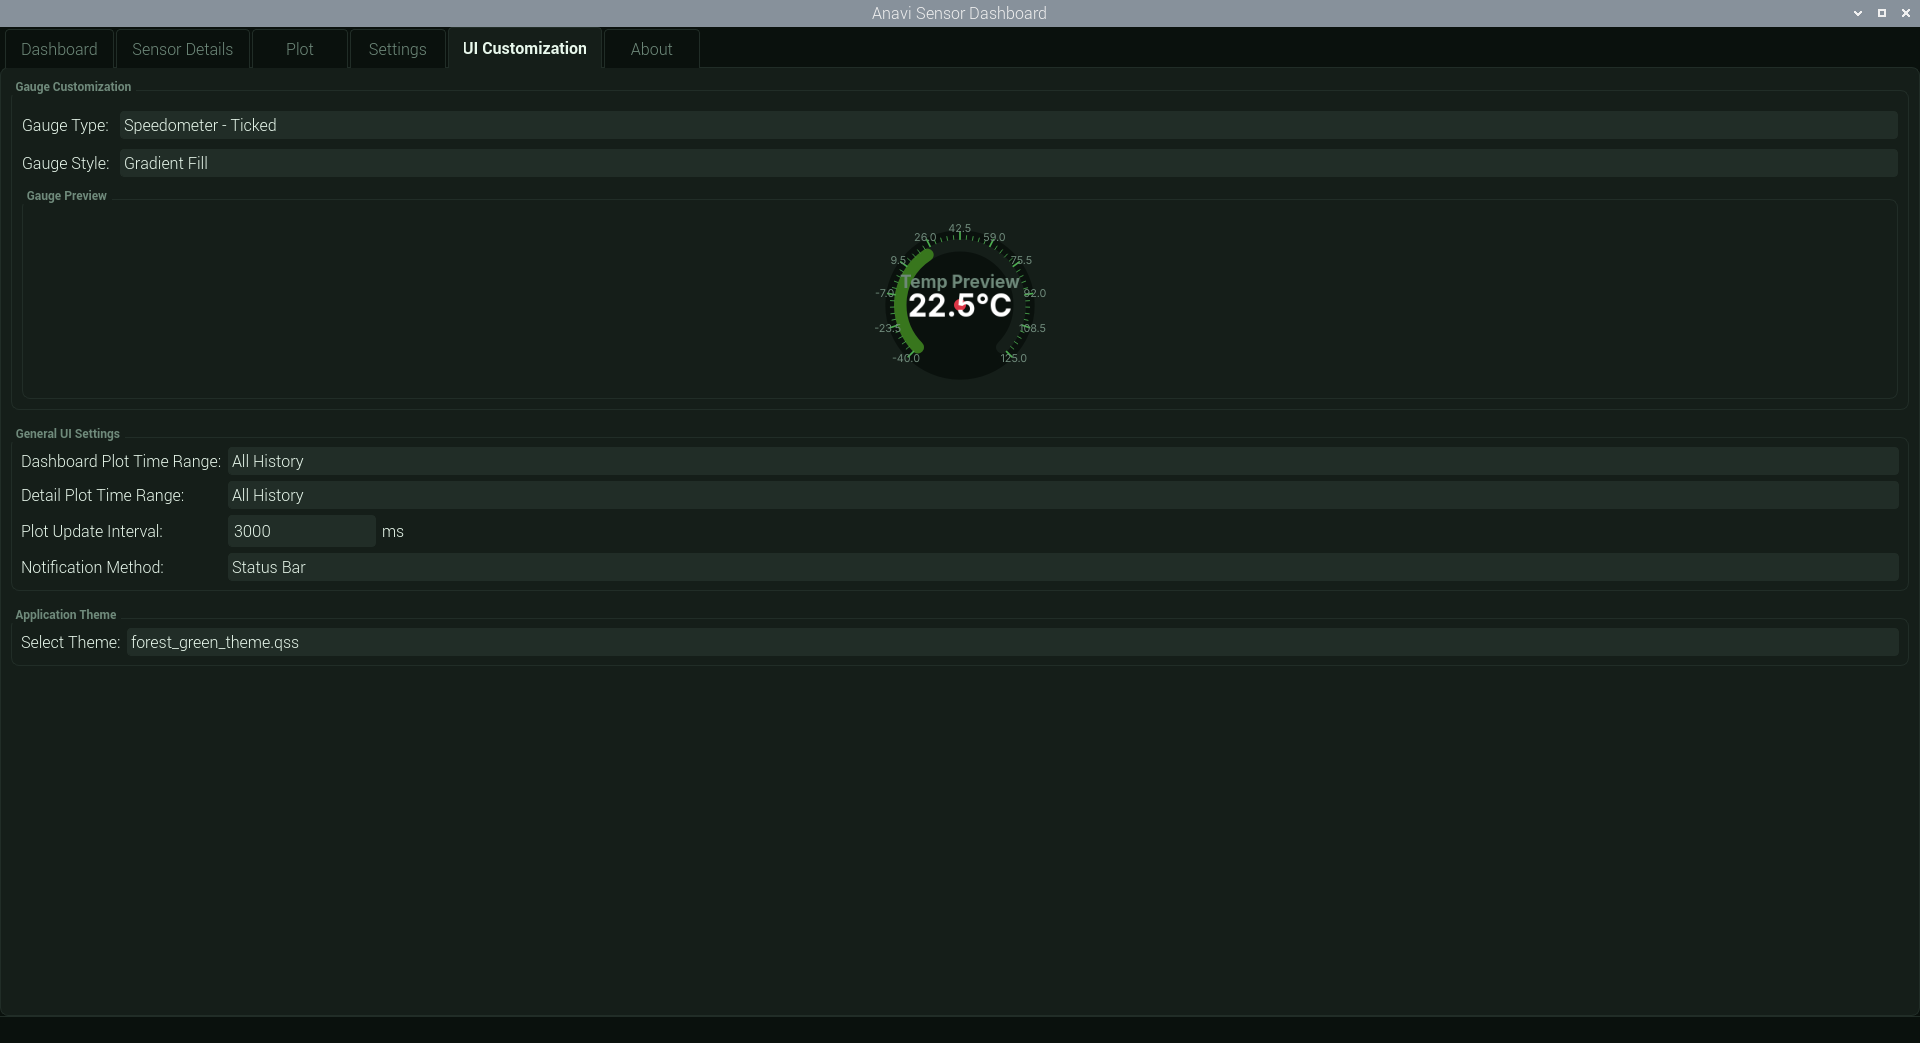 Anavi Sensor Dashboard
Dashboard Sensor Details Plot Settings UI Customization About
Gauge Customization
Gauge Type: Speedometer - Ticked
Gauge Style: Gradient Fill
Gauge Preview
42.5
26.0 59.0
9.5 75.5
Temp Preview
-7.0 92.0
22.5°C
-23.5 108.5
-40.0 125.0
General UI Settings
Dashboard Plot Time Range: All History
Detail Plot Time Range: All History
Plot Update Interval: 3000 ms
Notification Method: Status Bar
Application Theme
Select Theme: forest_green_theme.qss